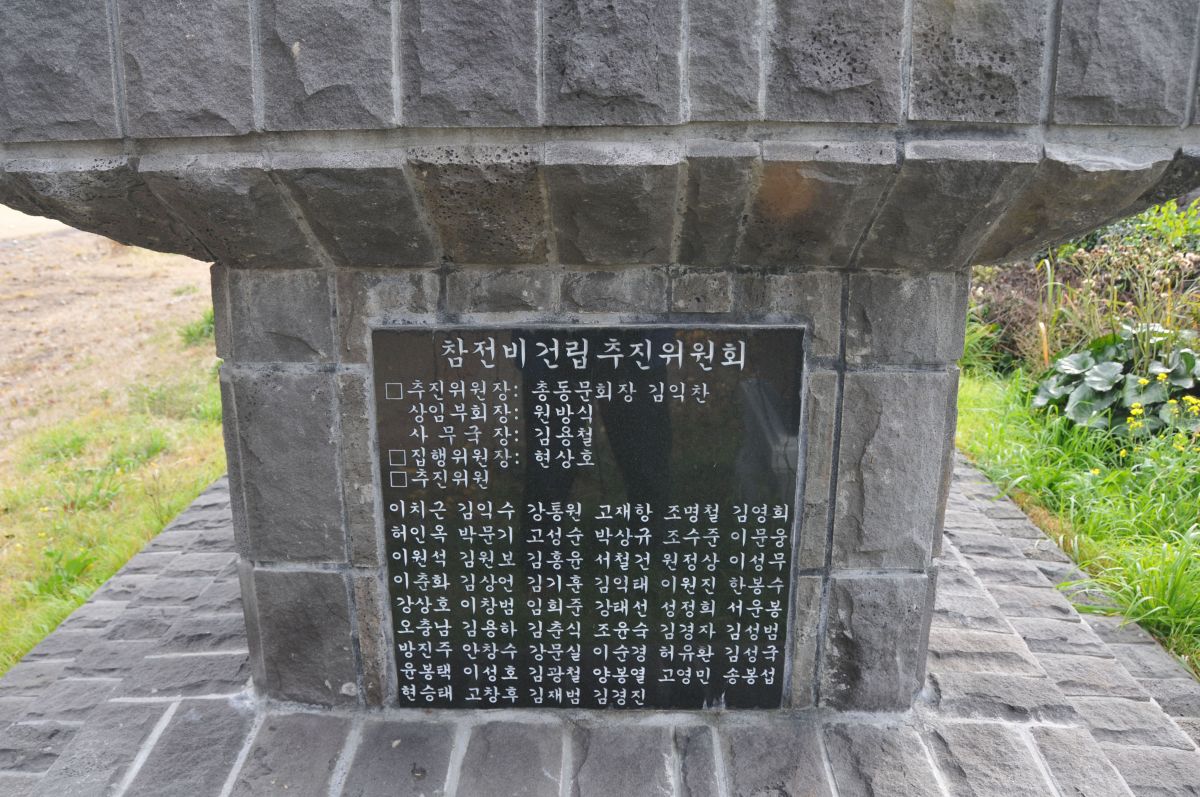 참전비건립추진위원회
□추진위원장: 총동문회장 김익찬
상임부회장: 원방식
사무국장: 김용철
□집행위원장: 현상호
□추진위원
이치근 김익수 강통원 고재항 조명철 김영희
허인옥 박문기 고성순 박상규 조수준 이문웅
이원석 김원보 김홍윤 서철건 원정상 이성무
이춘화 김상언 김기훈 김익태 이원진 한봉수
강상호 이창범 임희준 강태선 성정희 서운봉
오충남 김용하 김춘식 조윤숙 김경자 김성범
방진주 안창수 강문실 이순경 허유환 김성국
윤봉택 이성호 김광철 양봉열 고영민 송봉섭
현승태 고창후 김재범 김경진